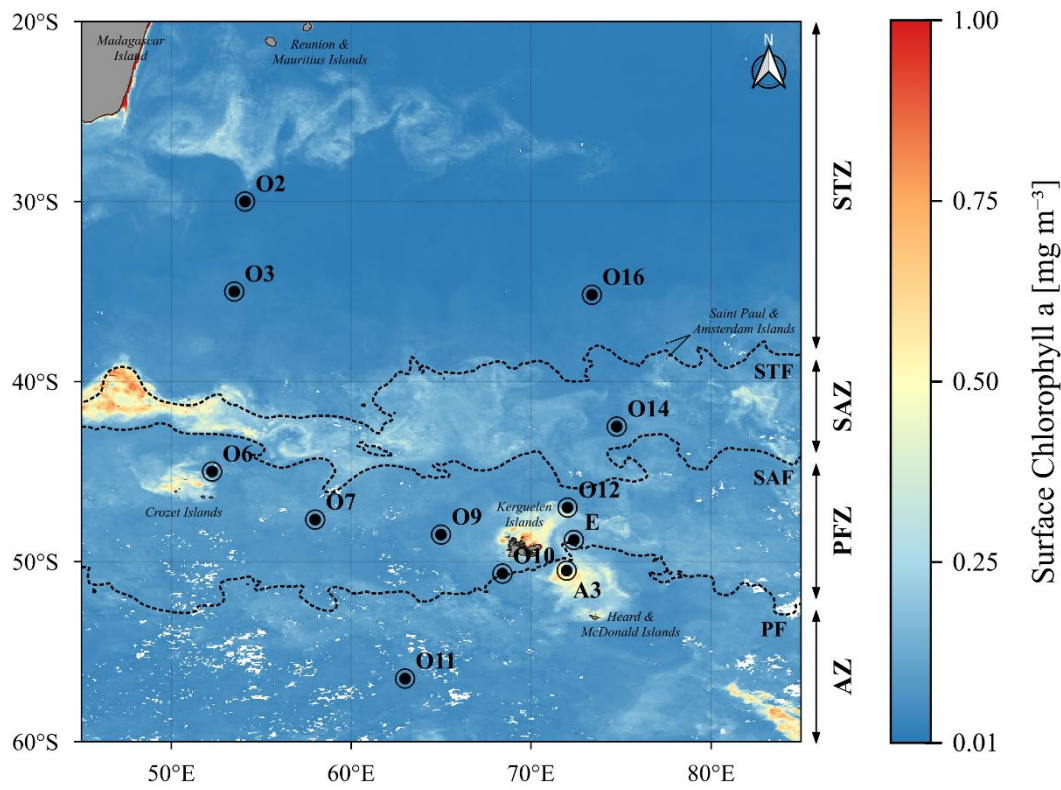 20°S
30°S
40°S
50°S
60°S
50°E
60°E
70°E
80°E
Madagascar
Island
Reunion &
Mauritius Islands
N
O2
O3
O16
Saint Paul &
Amsterdam Islands
STF
O14
SAF
O6
Crozet Islands
O7
O9
Kerguelen
Islands
O12
E
O10
A3
Heard &
McDonald Islands
PF
O11
STZ
SAZ
PFZ
AZ
1.00
0.75
0.50
0.25
0.01
Surface Chlorophyll a [mg m⁻³]